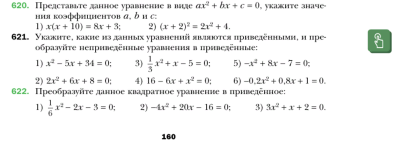 620. Представьте данное уравнение в виде ax² + bx + c = 0, укажите значе-
ния коэффициентов a, b и c:
1) x(x + 10) = 8x + 3; 2) (x + 2)² = 2x² + 4.
621. Укажите, какие из данных уравнений являются приведёнными, и пре-
образуйте неприведённые уравнения в приведённые:
1) x² − 5x + 34 = 0; 3) 1/3 x² + x − 5 = 0; 5) −x² + 8x − 7 = 0;
2) 2x² + 6x + 8 = 0; 4) 16 − 6x + x² = 0; 6) −0,2x² + 0,8x + 1 = 0.
622. Преобразуйте данное квадратное уравнение в приведённое:
1) 1/6 x² − 2x − 3 = 0; 2) −4x² + 20x − 16 = 0; 3) 3x² + x + 2 = 0.
160